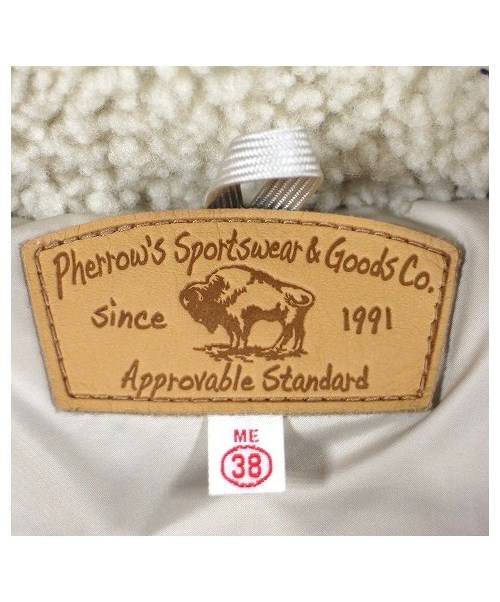 Pherrow's Sportswear & Goods Co.
since 1991
Approvable Standard
ME
38